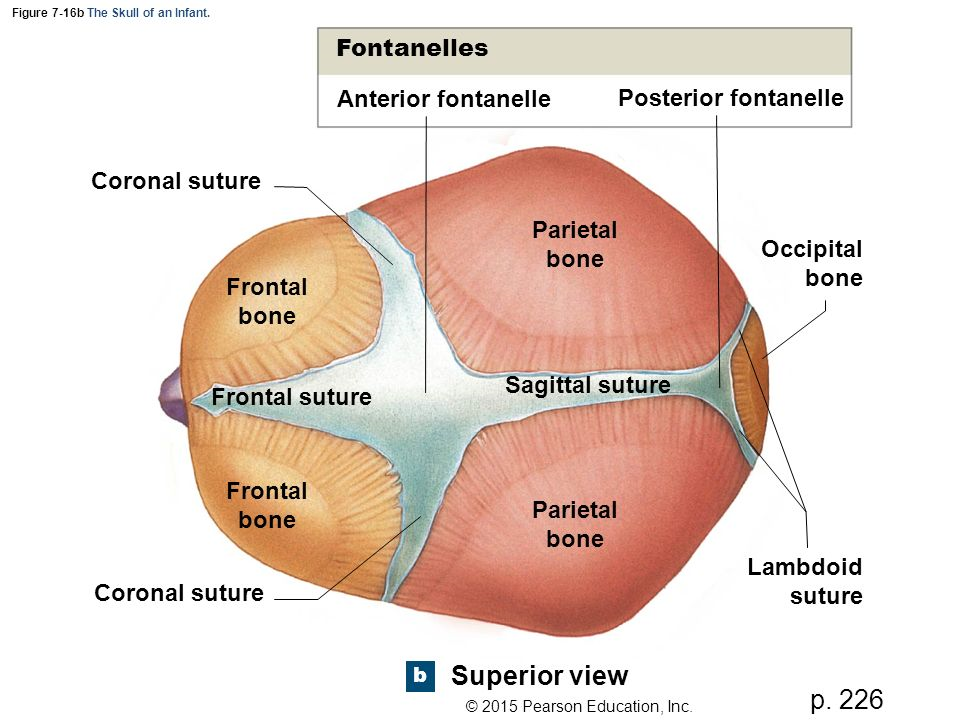 Figure 7-16b The Skull of an Infant.
Fontanelles
Anterior fontanelle
Posterior fontanelle
Coronal suture
Parietal
bone
Occipital
bone
Frontal
bone
Sagittal suture
Frontal suture
Frontal
bone
Parietal
bone
Lambdoid
suture
Coronal suture
b Superior view
© 2015 Pearson Education, Inc.
p. 226